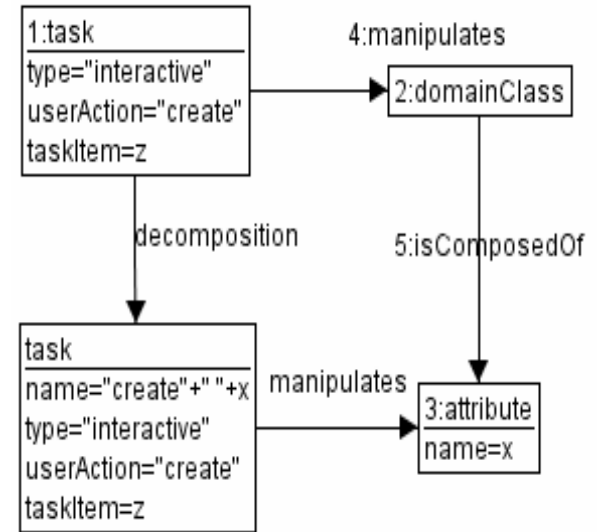 1:task
type="interactive"
userAction="create"
taskItem=z
4:manipulates
2:domainClass
decomposition
5:isComposedOf
task
name="create"+" "+x
type="interactive"
userAction="create"
taskItem=z
manipulates
3:attribute
name=x